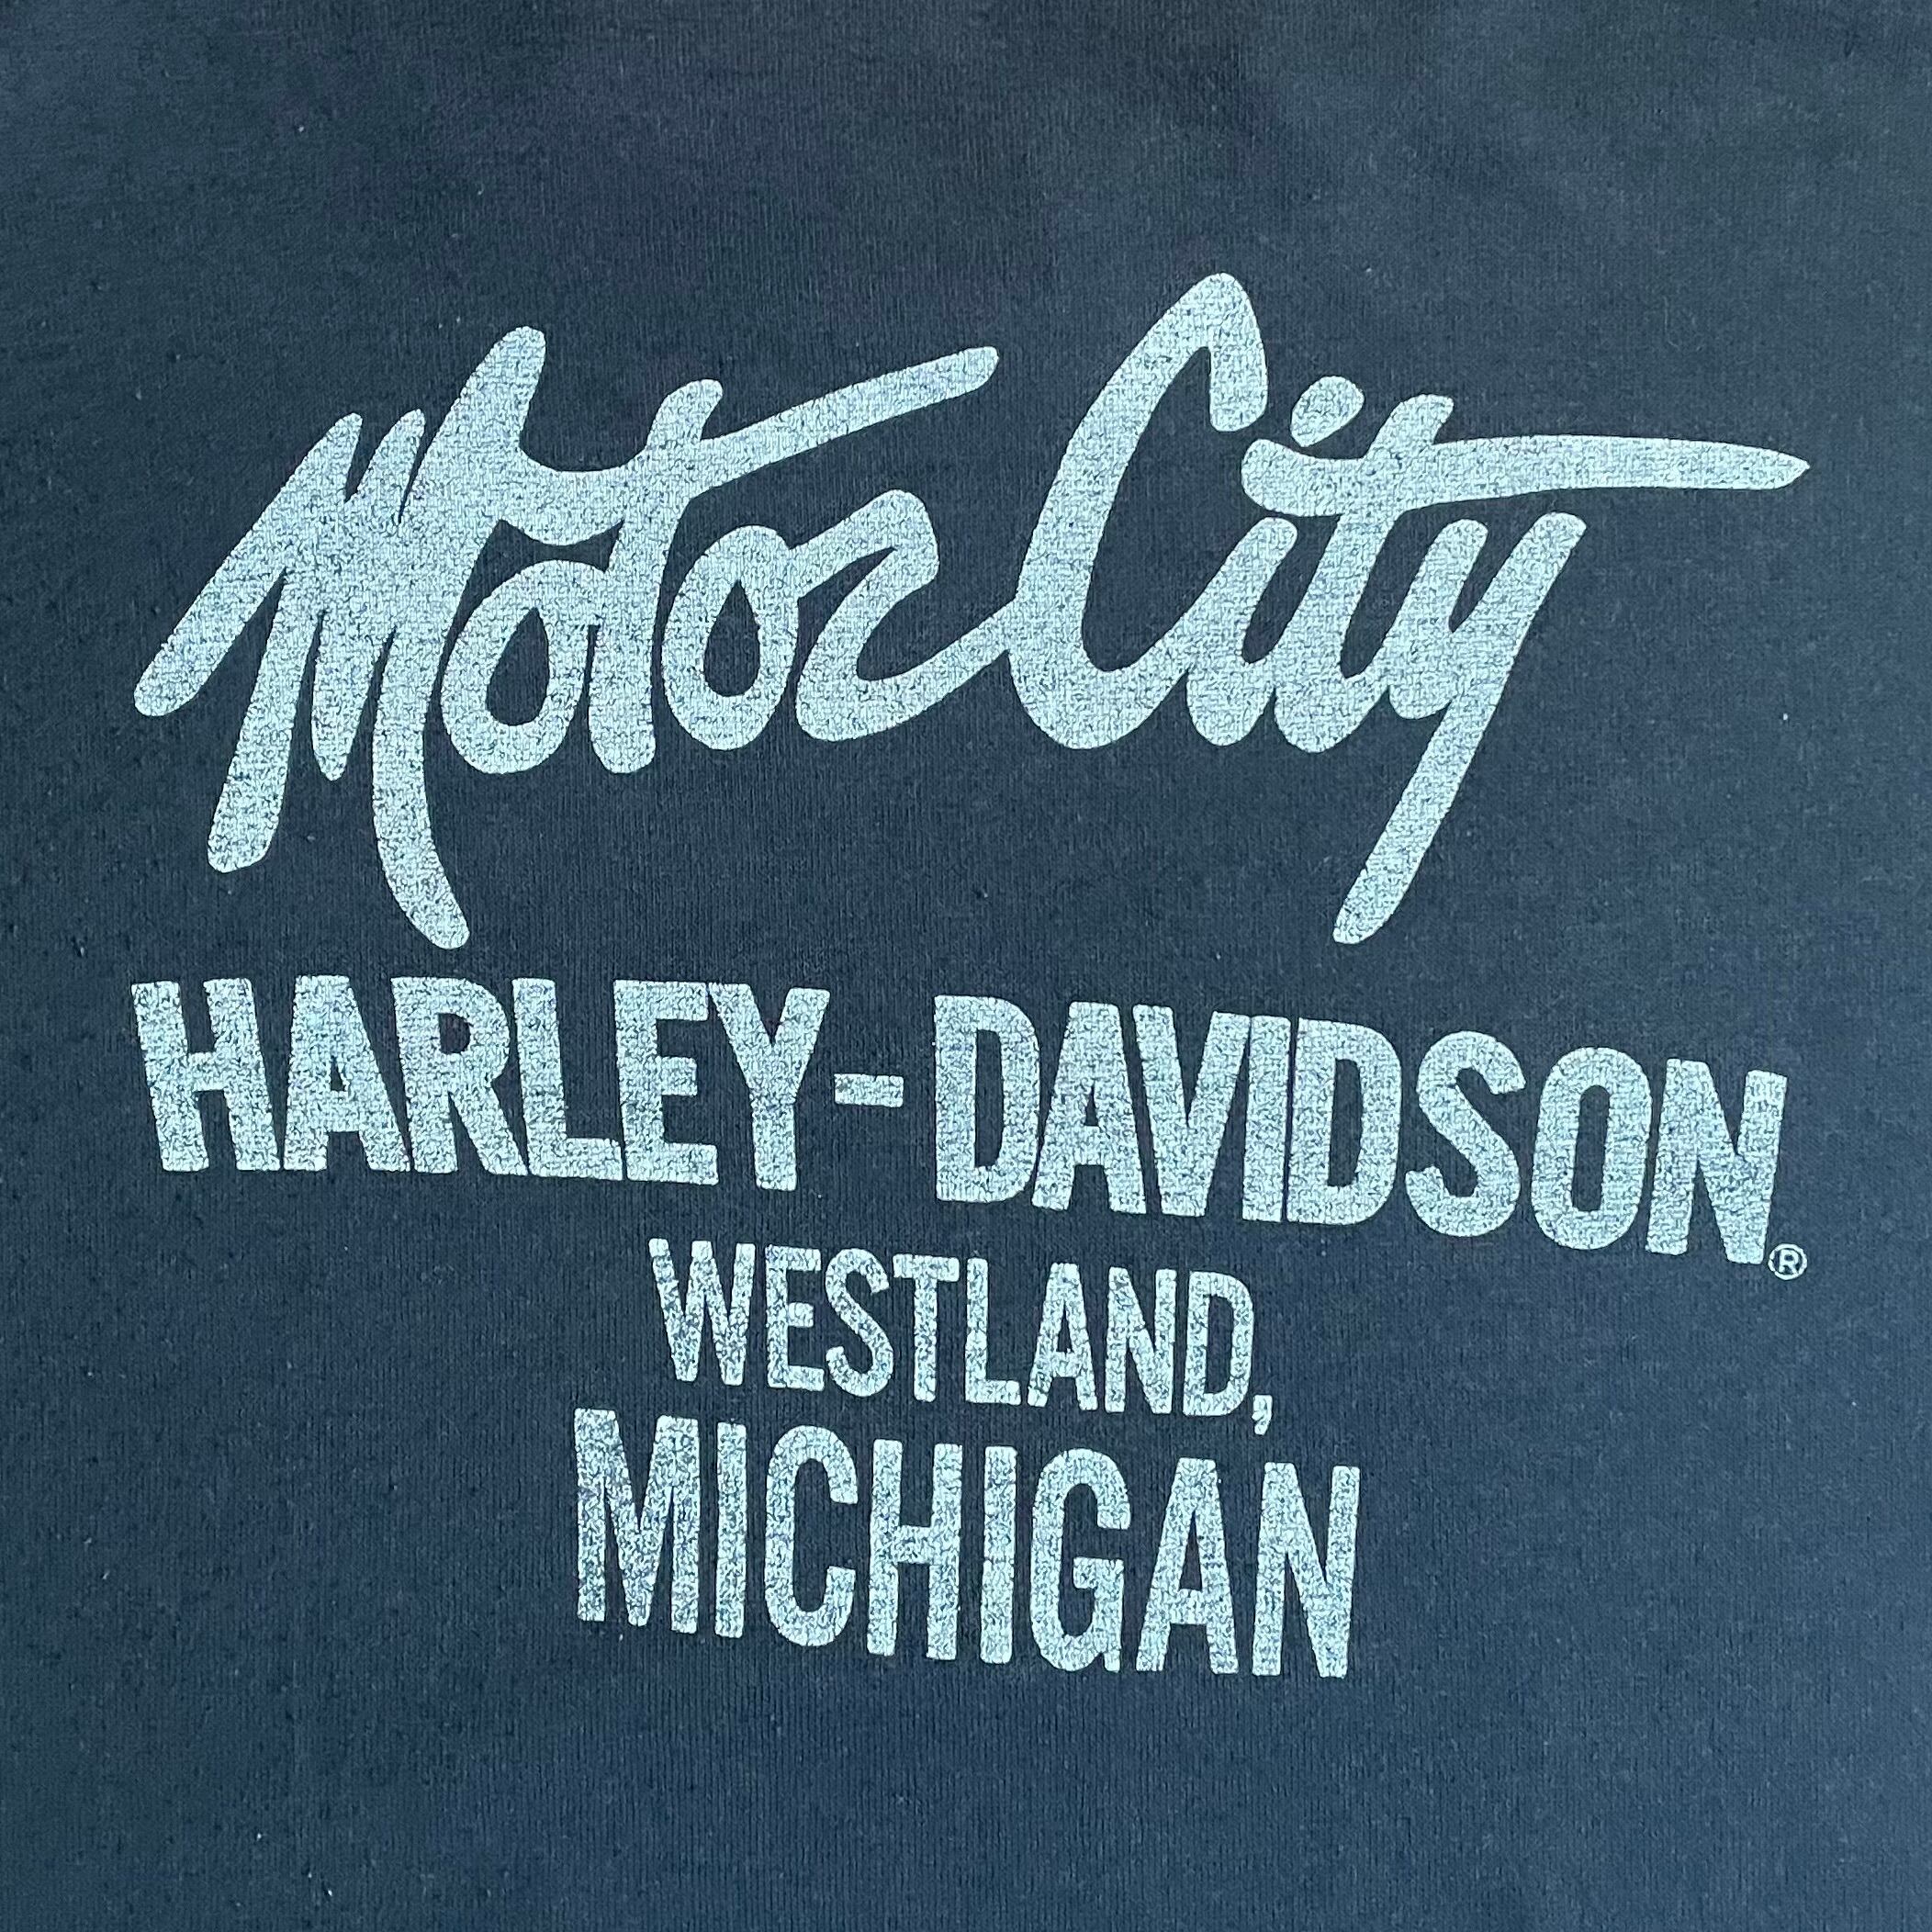 Motor City
HARLEY-DAVIDSON®
WESTLAND,
MICHIGAN